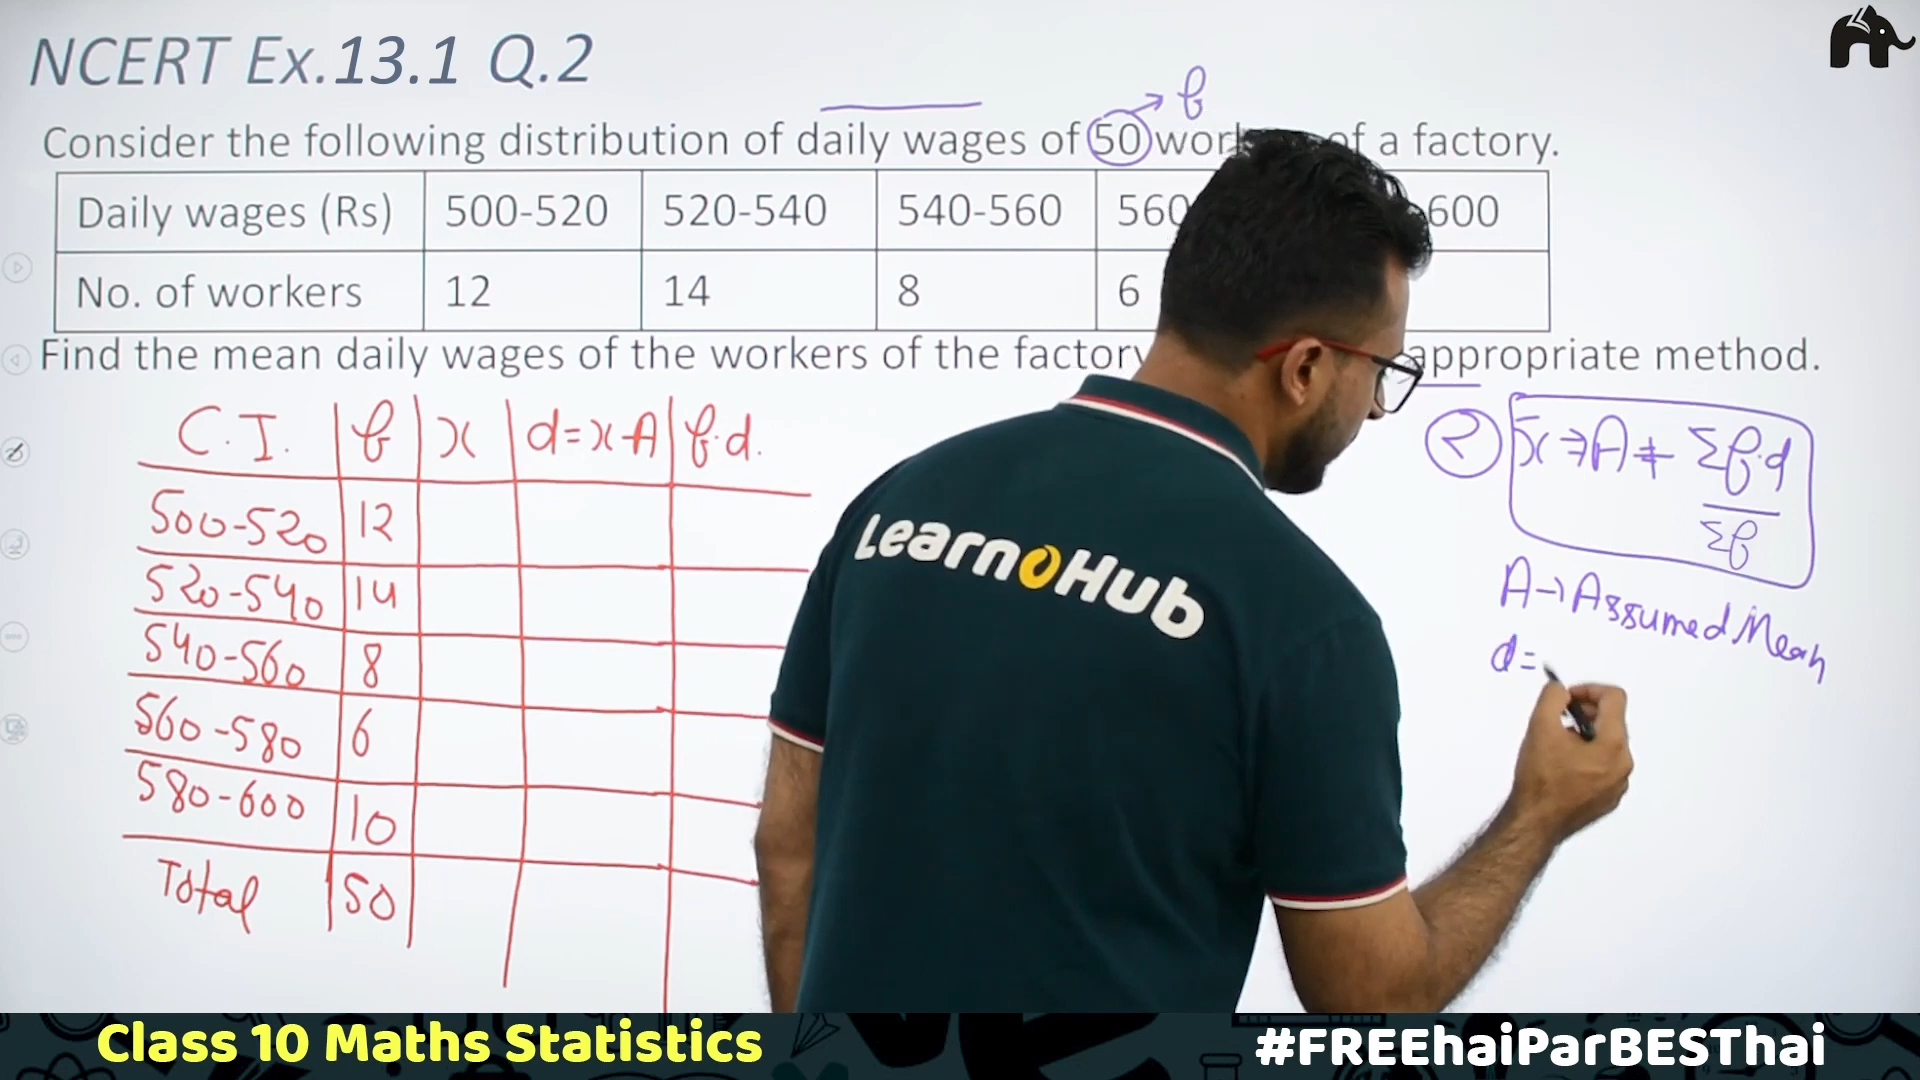 NCERT Ex.13.1 Q.2
f
Consider the following distribution of daily wages of 50 of a factory.
Daily wages (Rs) 500-520 520-540 540-560 560 600
No. of workers 12 14 8 6
Find the mean daily wages of the workers of the factory appropriate method.
C.I. f x d=x-A f.d.
500-520 12
520-540 14
540-560 8
560-580 6
580-600 10
Total 50
2 x̄ = A + Σf.d
Σf
A→Assumed Mean
d=
LearnoHub
Class 10 Maths Statistics
#FREEhaiParBESThai